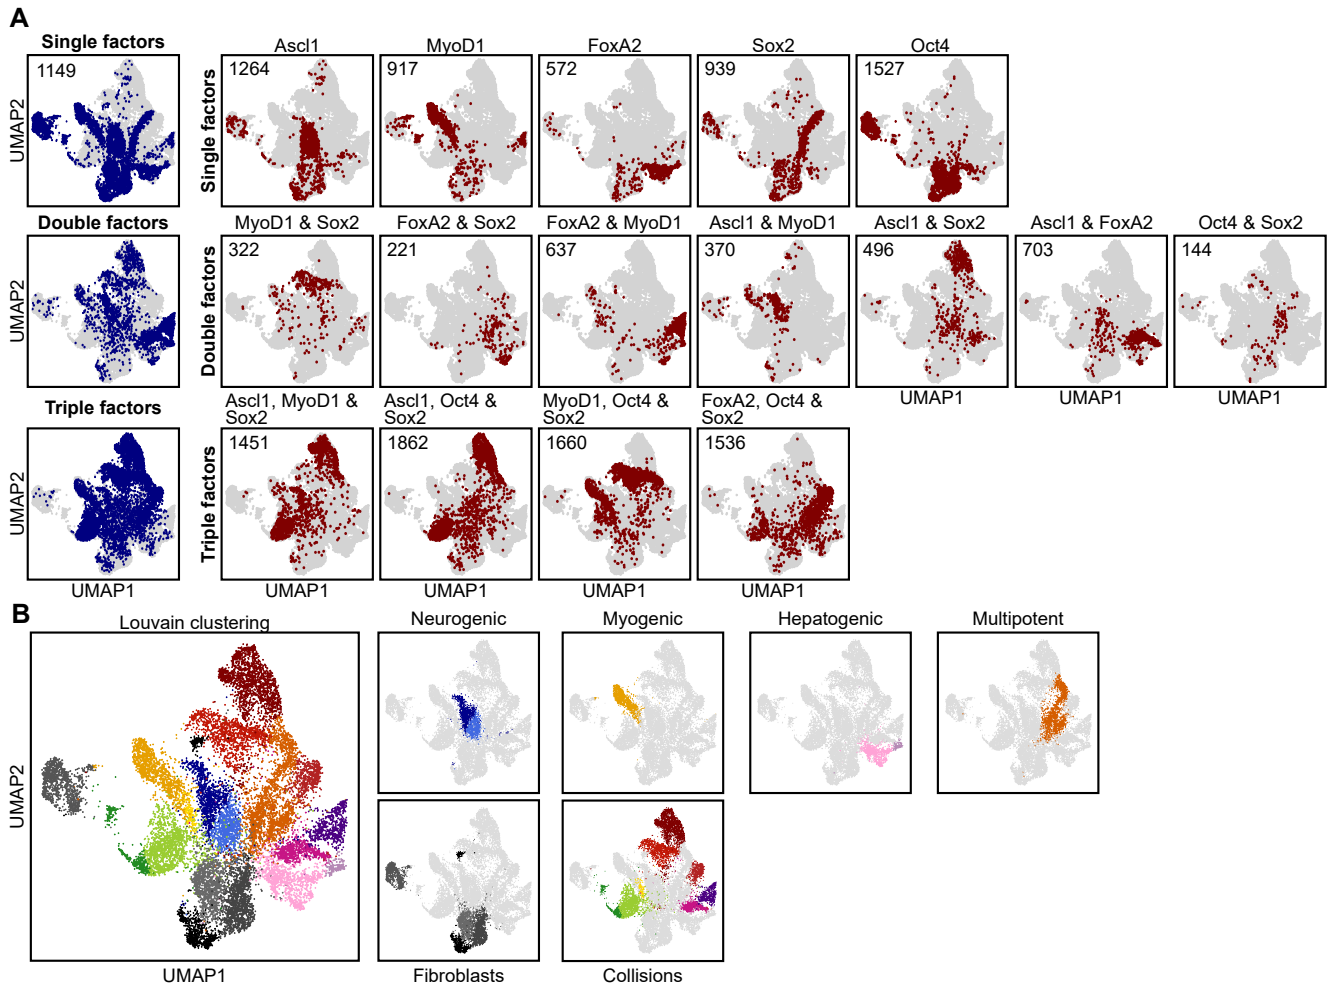 A
Single factors
Ascl1
MyoD1
FoxA2
Sox2
Oct4
UMAP2
1149
Single factors
1264
917
572
939
1527
Double factors
MyoD1 & Sox2
FoxA2 & Sox2
FoxA2 & MyoD1
Ascl1 & MyoD1
Ascl1 & Sox2
Ascl1 & FoxA2
Oct4 & Sox2
UMAP2
Double factors
322
221
637
370
496
703
144
UMAP1
UMAP1
UMAP1
Triple factors
Ascl1, MyoD1 &
Sox2
Ascl1, Oct4 &
Sox2
MyoD1, Oct4 &
Sox2
FoxA2, Oct4 &
Sox2
UMAP2
Triple factors
1451
1862
1660
1536
UMAP1
UMAP1
UMAP1
UMAP1
UMAP1
B
Louvain clustering
Neurogenic
Myogenic
Hepatogenic
Multipotent
UMAP2
UMAP1
Fibroblasts
Collisions